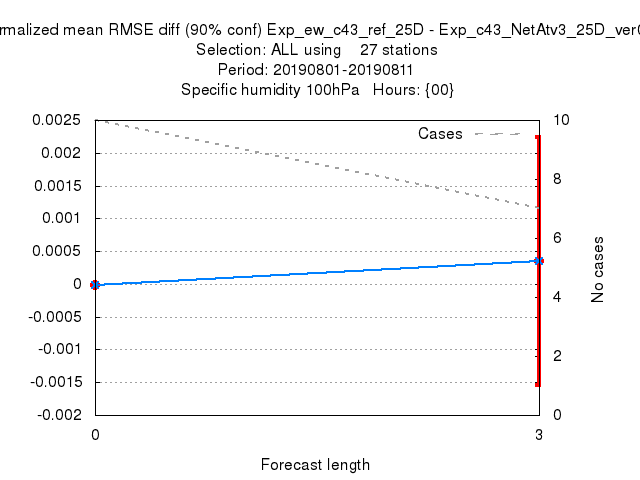 rmalized mean RMSE diff (90% conf) Exp_ew_c43_ref_25D - Exp_c43_NetAtv3_25D_ver
Selection: ALL using 27 stations
Period: 20190801-20190811
Specific humidity 100hPa Hours: {00}
Cases
0.0025
0.002
0.0015
0.001
0.0005
0
-0.0005
-0.001
-0.0015
-0.002
10
8
6
4
2
0
No cases
0 3
Forecast length